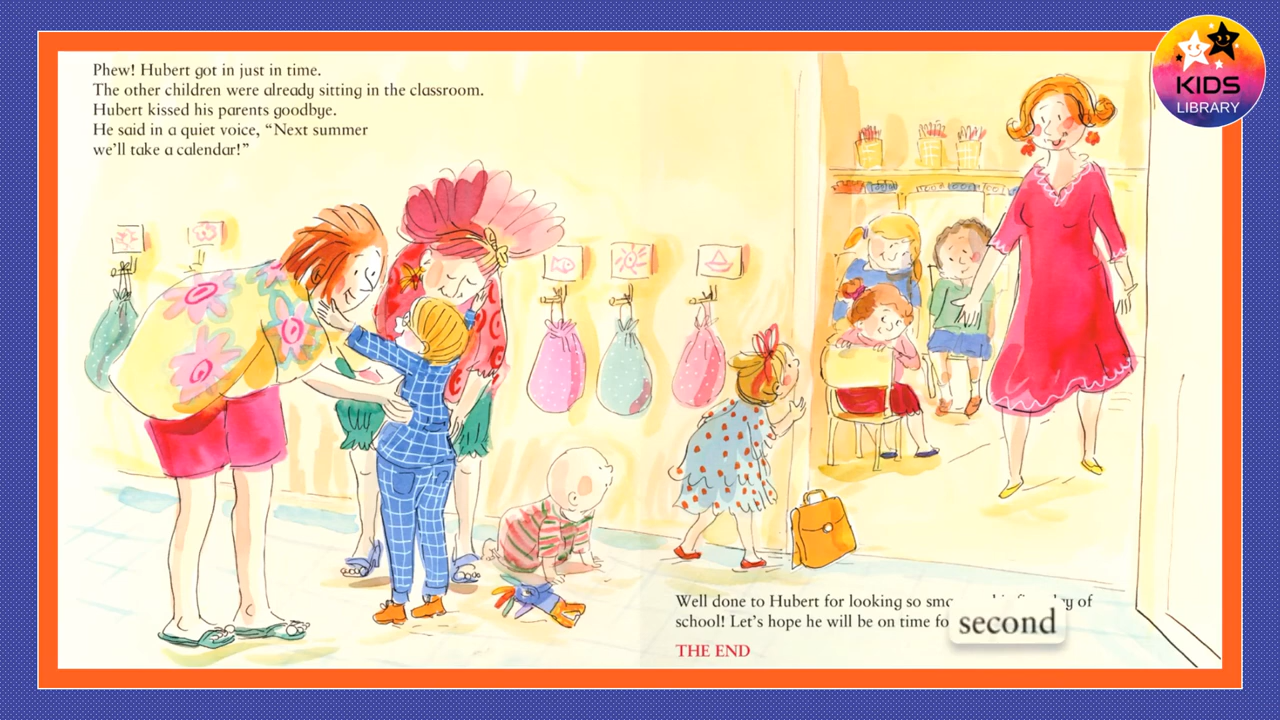 Phew! Hubert got in just in time.
The other children were already sitting in the classroom.
Hubert kissed his parents goodbye.
He said in a quiet voice, “Next summer
we’ll take a calendar!”
KIDS
LIBRARY
Well done to Hubert for looking so of
school! Let’s hope he will be on time
second
THE END